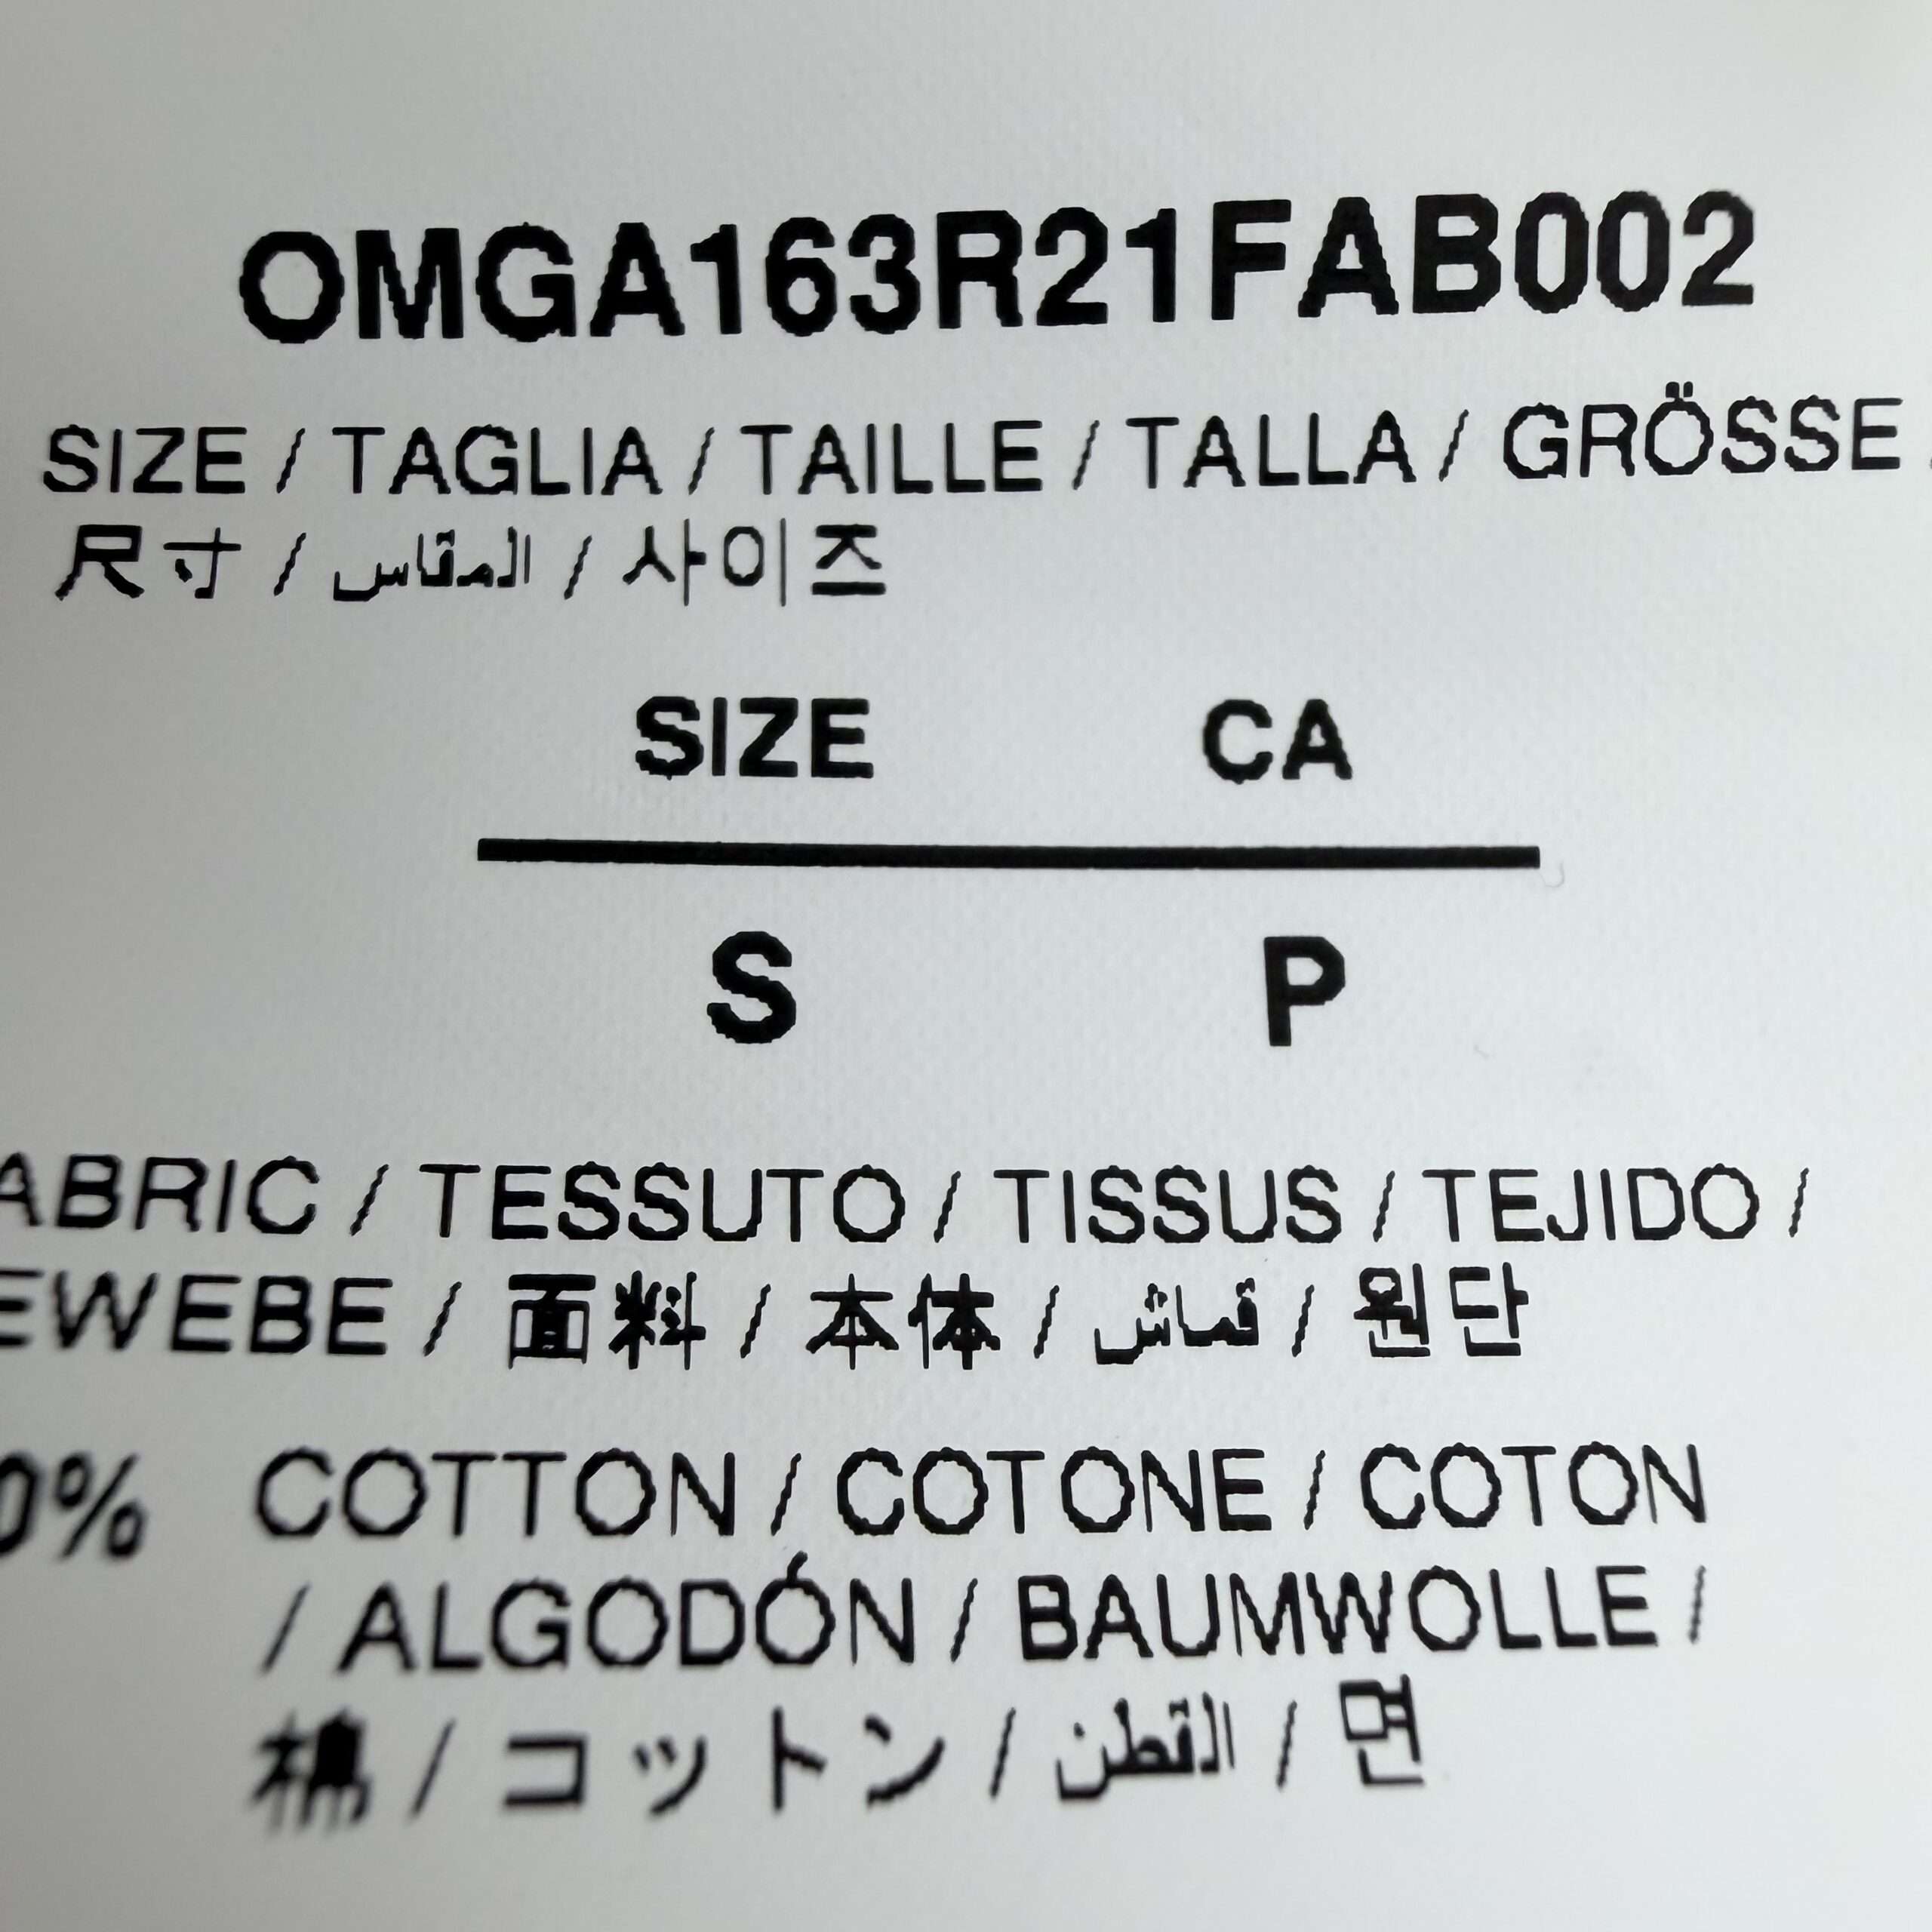 OMGA163R21FAB002
SIZE / TAGLIA / TAILLE / TALLA / GRÖSSE
尺寸 / المقاس / 사이즈
SIZE CA
S P
ABRIC / TESSUTO / TISSUS / TEJIDO /
EWEBE / 面料 / 本体 / قماش / 원단
0% COTTON / COTONE / COTON
/ ALGODÓN / BAUMWOLLE /
棉 / コットン / القطن / 면